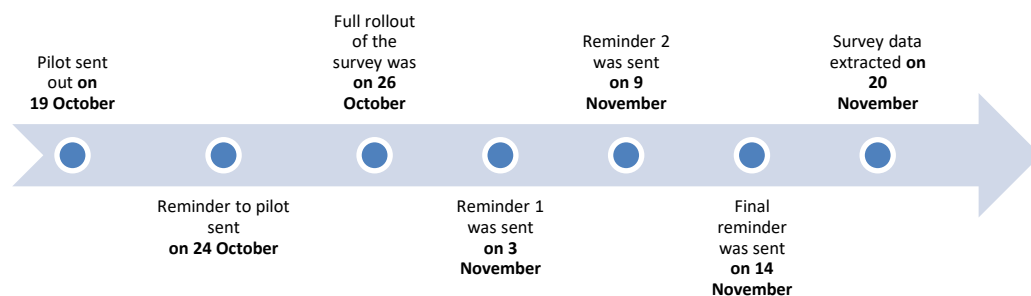 Pilot sent
out on
19 October
Reminder to pilot
sent
on 24 October
Full rollout
of the
survey was
on 26
October
Reminder 1
was sent
on 3
November
Reminder 2
was sent
on 9
November
Final
reminder
was sent
on 14
November
Survey data
extracted on
20
November